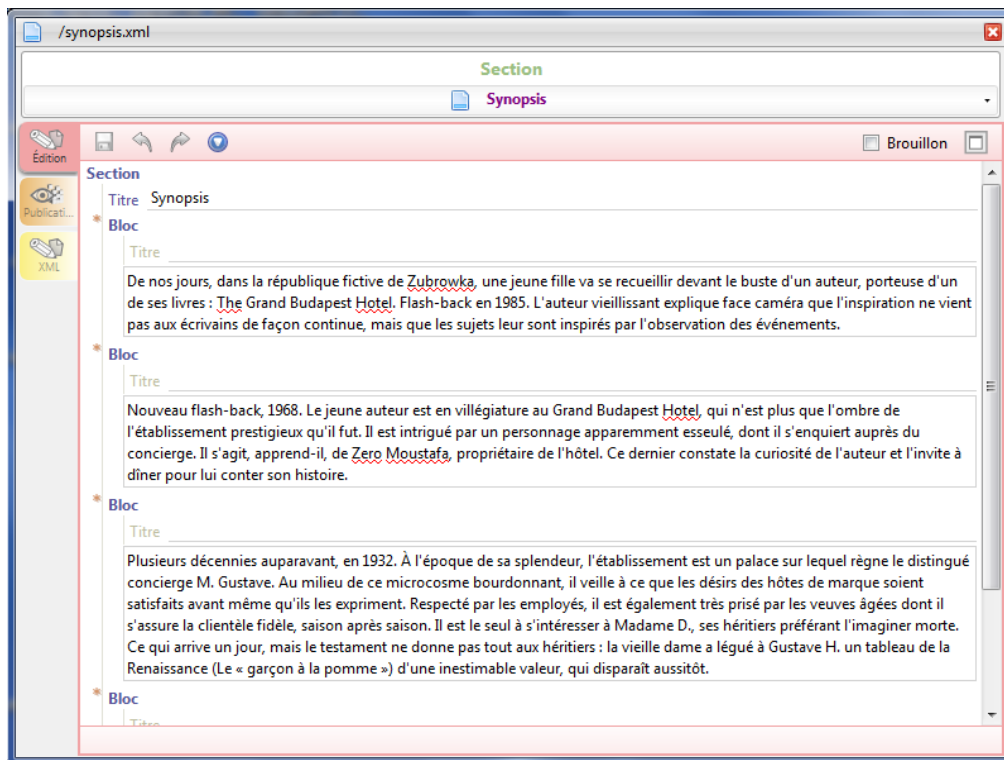 /synopsis.xml
Section
Synopsis
Édition
Brouillon
Publicati...
XML
Section
Titre Synopsis
* Bloc
Titre
De nos jours, dans la république fictive de Zubrowka, une jeune fille va se recueillir devant le buste d'un auteur, porteuse d'un
de ses livres : The Grand Budapest Hotel. Flash-back en 1985. L'auteur vieillissant explique face caméra que l'inspiration ne vient
pas aux écrivains de façon continue, mais que les sujets leur sont inspirés par l'observation des événements.
* Bloc
Titre
Nouveau flash-back, 1968. Le jeune auteur est en villégiature au Grand Budapest Hotel, qui n'est plus que l'ombre de
l'établissement prestigieux qu'il fut. Il est intrigué par un personnage apparemment esseulé, dont il s'enquiert auprès du
concierge. Il s'agit, apprend-il, de Zero Moustafa, propriétaire de l'hôtel. Ce dernier constate la curiosité de l'auteur et l'invite à
dîner pour lui conter son histoire.
* Bloc
Titre
Plusieurs décennies auparavant, en 1932. À l'époque de sa splendeur, l'établissement est un palace sur lequel règne le distingué
concierge M. Gustave. Au milieu de ce microcosme bourdonnant, il veille à ce que les désirs des hôtes de marque soient
satisfaits avant même qu'ils les expriment. Respecté par les employés, il est également très prisé par les veuves âgées dont il
s'assure la clientèle fidèle, saison après saison. Il est le seul à s'intéresser à Madame D., ses héritiers préférant l'imaginer morte.
Ce qui arrive un jour, mais le testament ne donne pas tout aux héritiers : la vieille dame a légué à Gustave H. un tableau de la
Renaissance (Le « garçon à la pomme ») d'une inestimable valeur, qui disparaît aussitôt.
* Bloc
Titre